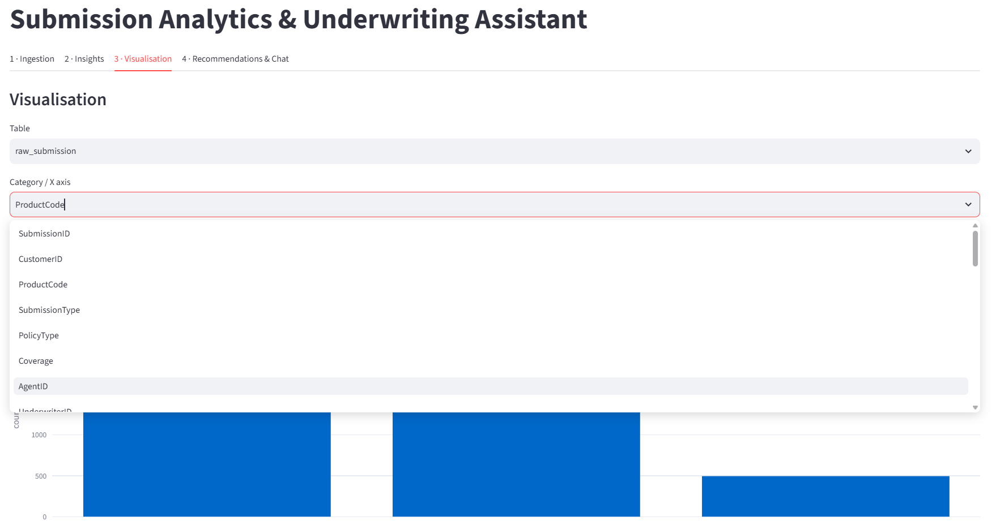 Submission Analytics & Underwriting Assistant
1 · Ingestion 2 · Insights 3 · Visualisation 4 · Recommendations & Chat
Visualisation
Table
raw_submission
Category / X axis
ProductCode
SubmissionID
CustomerID
ProductCode
SubmissionType
PolicyType
Coverage
AgentID
UnderwriterID
1000
500
0